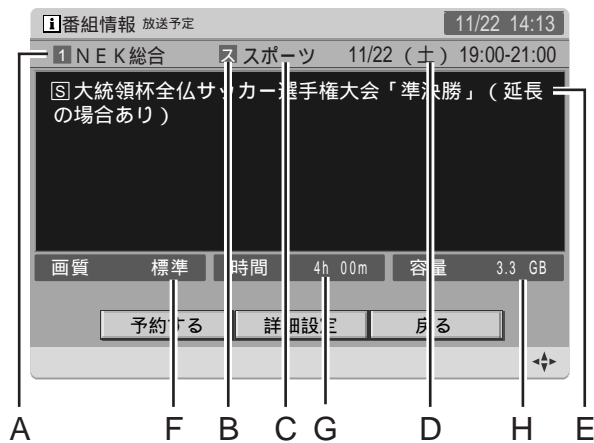 i 番組情報 放送予定 11/22 14:13
1 ＮＥＫ総合 ス スポーツ 11/22（土）19:00-21:00
S 大統領杯全仏サッカー選手権大会「準決勝」（延長
の場合あり）
画質 標準 時間 4h 00m 容量 3.3 GB
予約する 詳細設定 戻る
A F B C G D H E